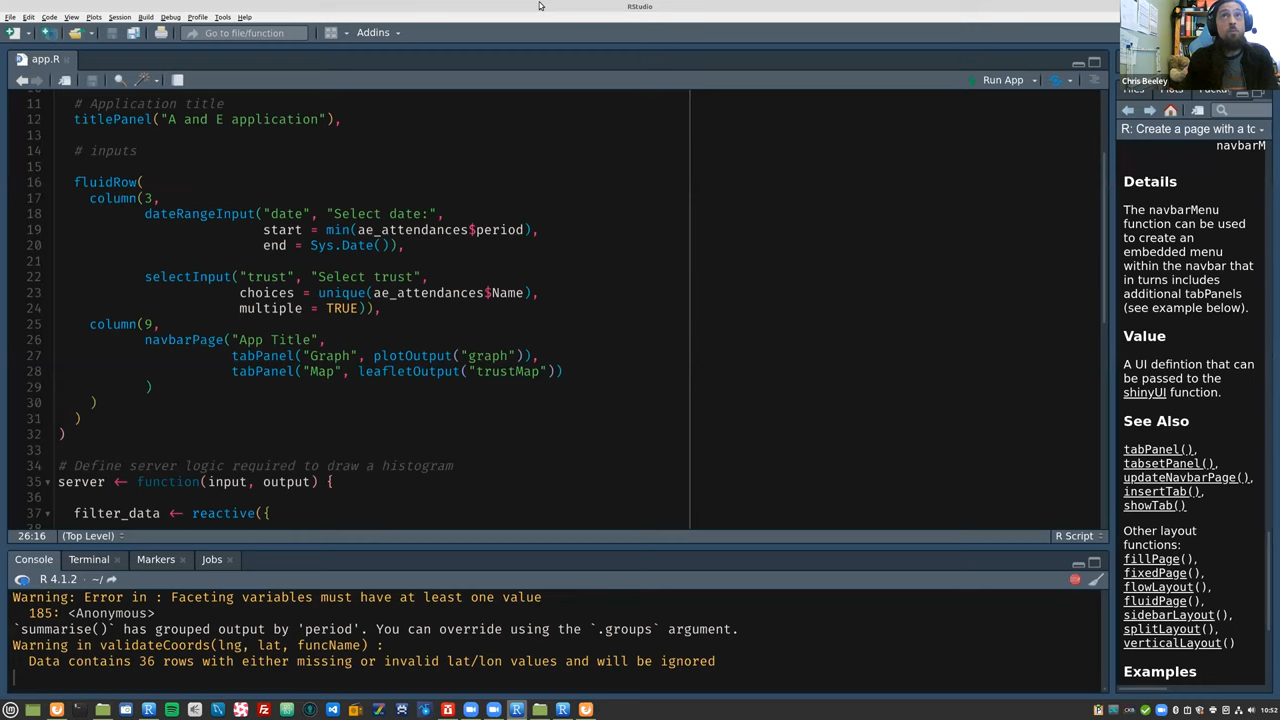 RStudio
File Edit Code View Plots Session Build Debug Profile Tools Help
Go to file/function Addins
app.R
Run App
11 # Application title
12 titlePanel("A and E application"),
13
14 # inputs
15
16 fluidRow(
17 column(3,
18 dateRangeInput("date", "Select date:",
19 start = min(ae_attendances$period),
20 end = Sys.Date()),
21
22 selectInput("trust", "Select trust",
23 choices = unique(ae_attendances$Name),
24 multiple = TRUE)),
25 column(9,
26 navbarPage("App Title",
27 tabPanel("Graph", plotOutput("graph")),
28 tabPanel("Map", leafletOutput("trustMap"))
29 )
30 )
31 )
32 )
33
34 # Define server logic required to draw a histogram
35 server ← function(input, output) {
36
37 filter_data ← reactive({
26:16 (Top Level) R Script
Console Terminal Markers Jobs
R 4.1.2 · ~/
Warning: Error in : Faceting variables must have at least one value
185: <Anonymous>
`summarise()` has grouped output by 'period'. You can override using the `.groups` argument.
Warning in validateCoords(lng, lat, funcName) :
Data contains 36 rows with either missing or invalid lat/lon values and will be ignored
Chris Beeley
R: Create a page with a tc
navbarM
Details
The navbarMenu
function can be used
to create an
embedded menu
within the navbar that
in turns includes
additional tabPanels
(see example below).
Value
A UI defintion that can
be passed to the
shinyUI function.
See Also
tabPanel(),
tabsetPanel(),
updateNavbarPage(),
insertTab(),
showTab()
Other layout
functions:
fillPage(),
fixedPage(),
flowLayout(),
fluidPage(),
sidebarLayout(),
splitLayout(),
verticalLayout()
Examples
10:52